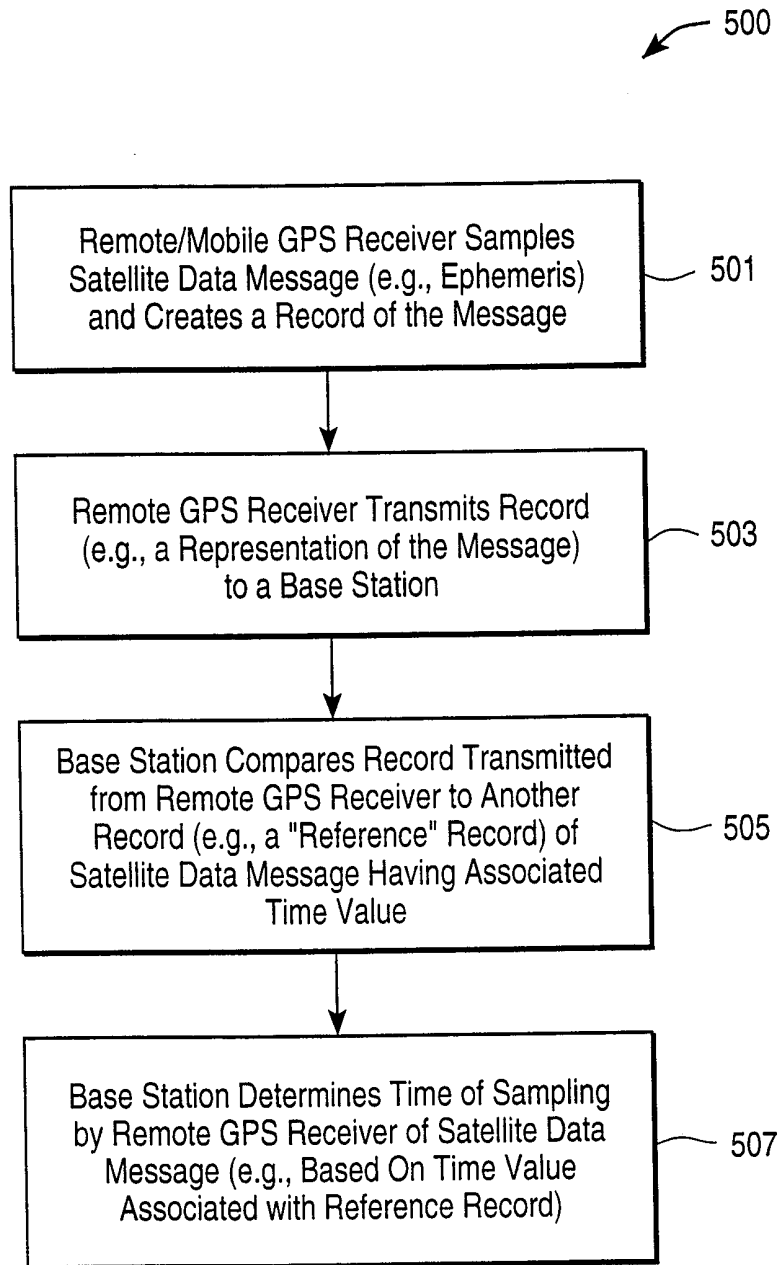 500
Remote/Mobile GPS Receiver Samples
Satellite Data Message (e.g., Ephemeris)
and Creates a Record of the Message
501
Remote GPS Receiver Transmits Record
(e.g., a Representation of the Message)
to a Base Station
503
Base Station Compares Record Transmitted
from Remote GPS Receiver to Another
Record (e.g., a "Reference" Record) of
Satellite Data Message Having Associated
Time Value
505
Base Station Determines Time of Sampling
by Remote GPS Receiver of Satellite Data
Message (e.g., Based On Time Value
Associated with Reference Record)
507